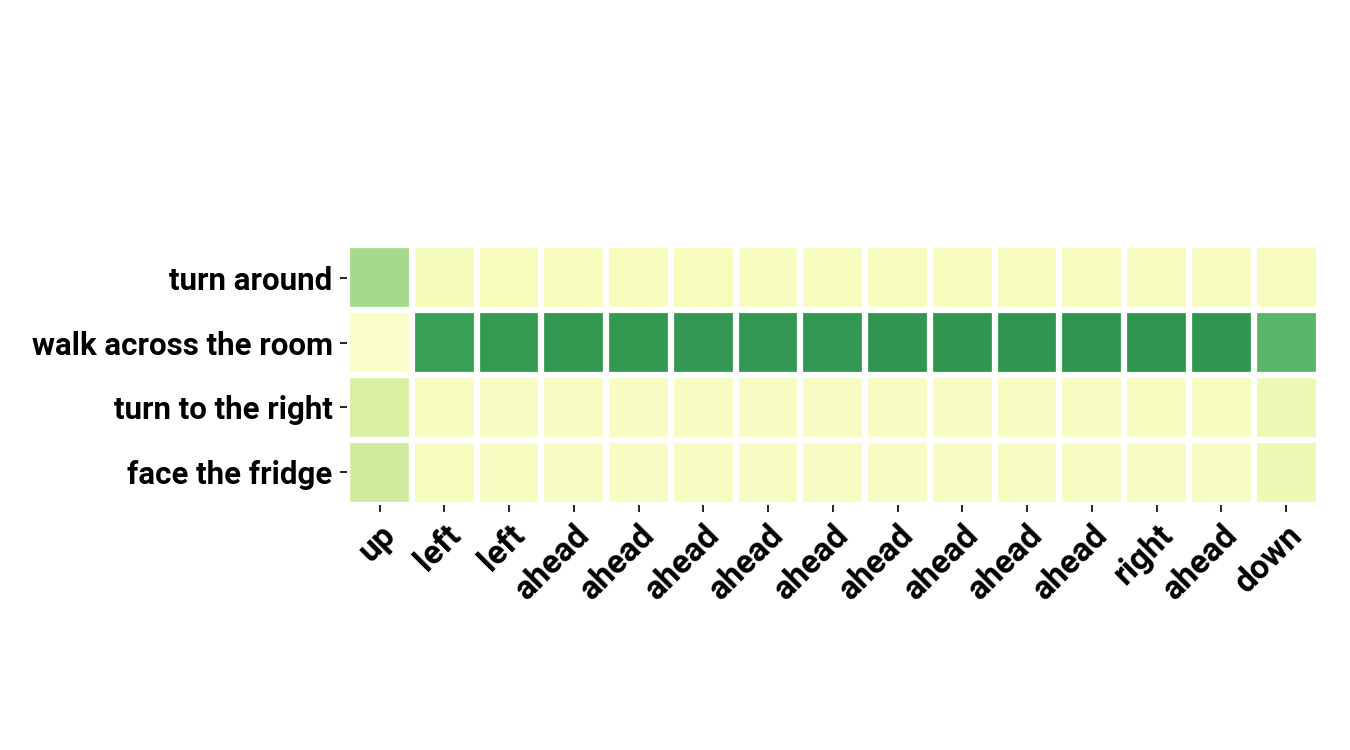 turn around
walk across the room
turn to the right
face the fridge
up left left ahead ahead ahead ahead ahead ahead ahead ahead ahead right ahead down